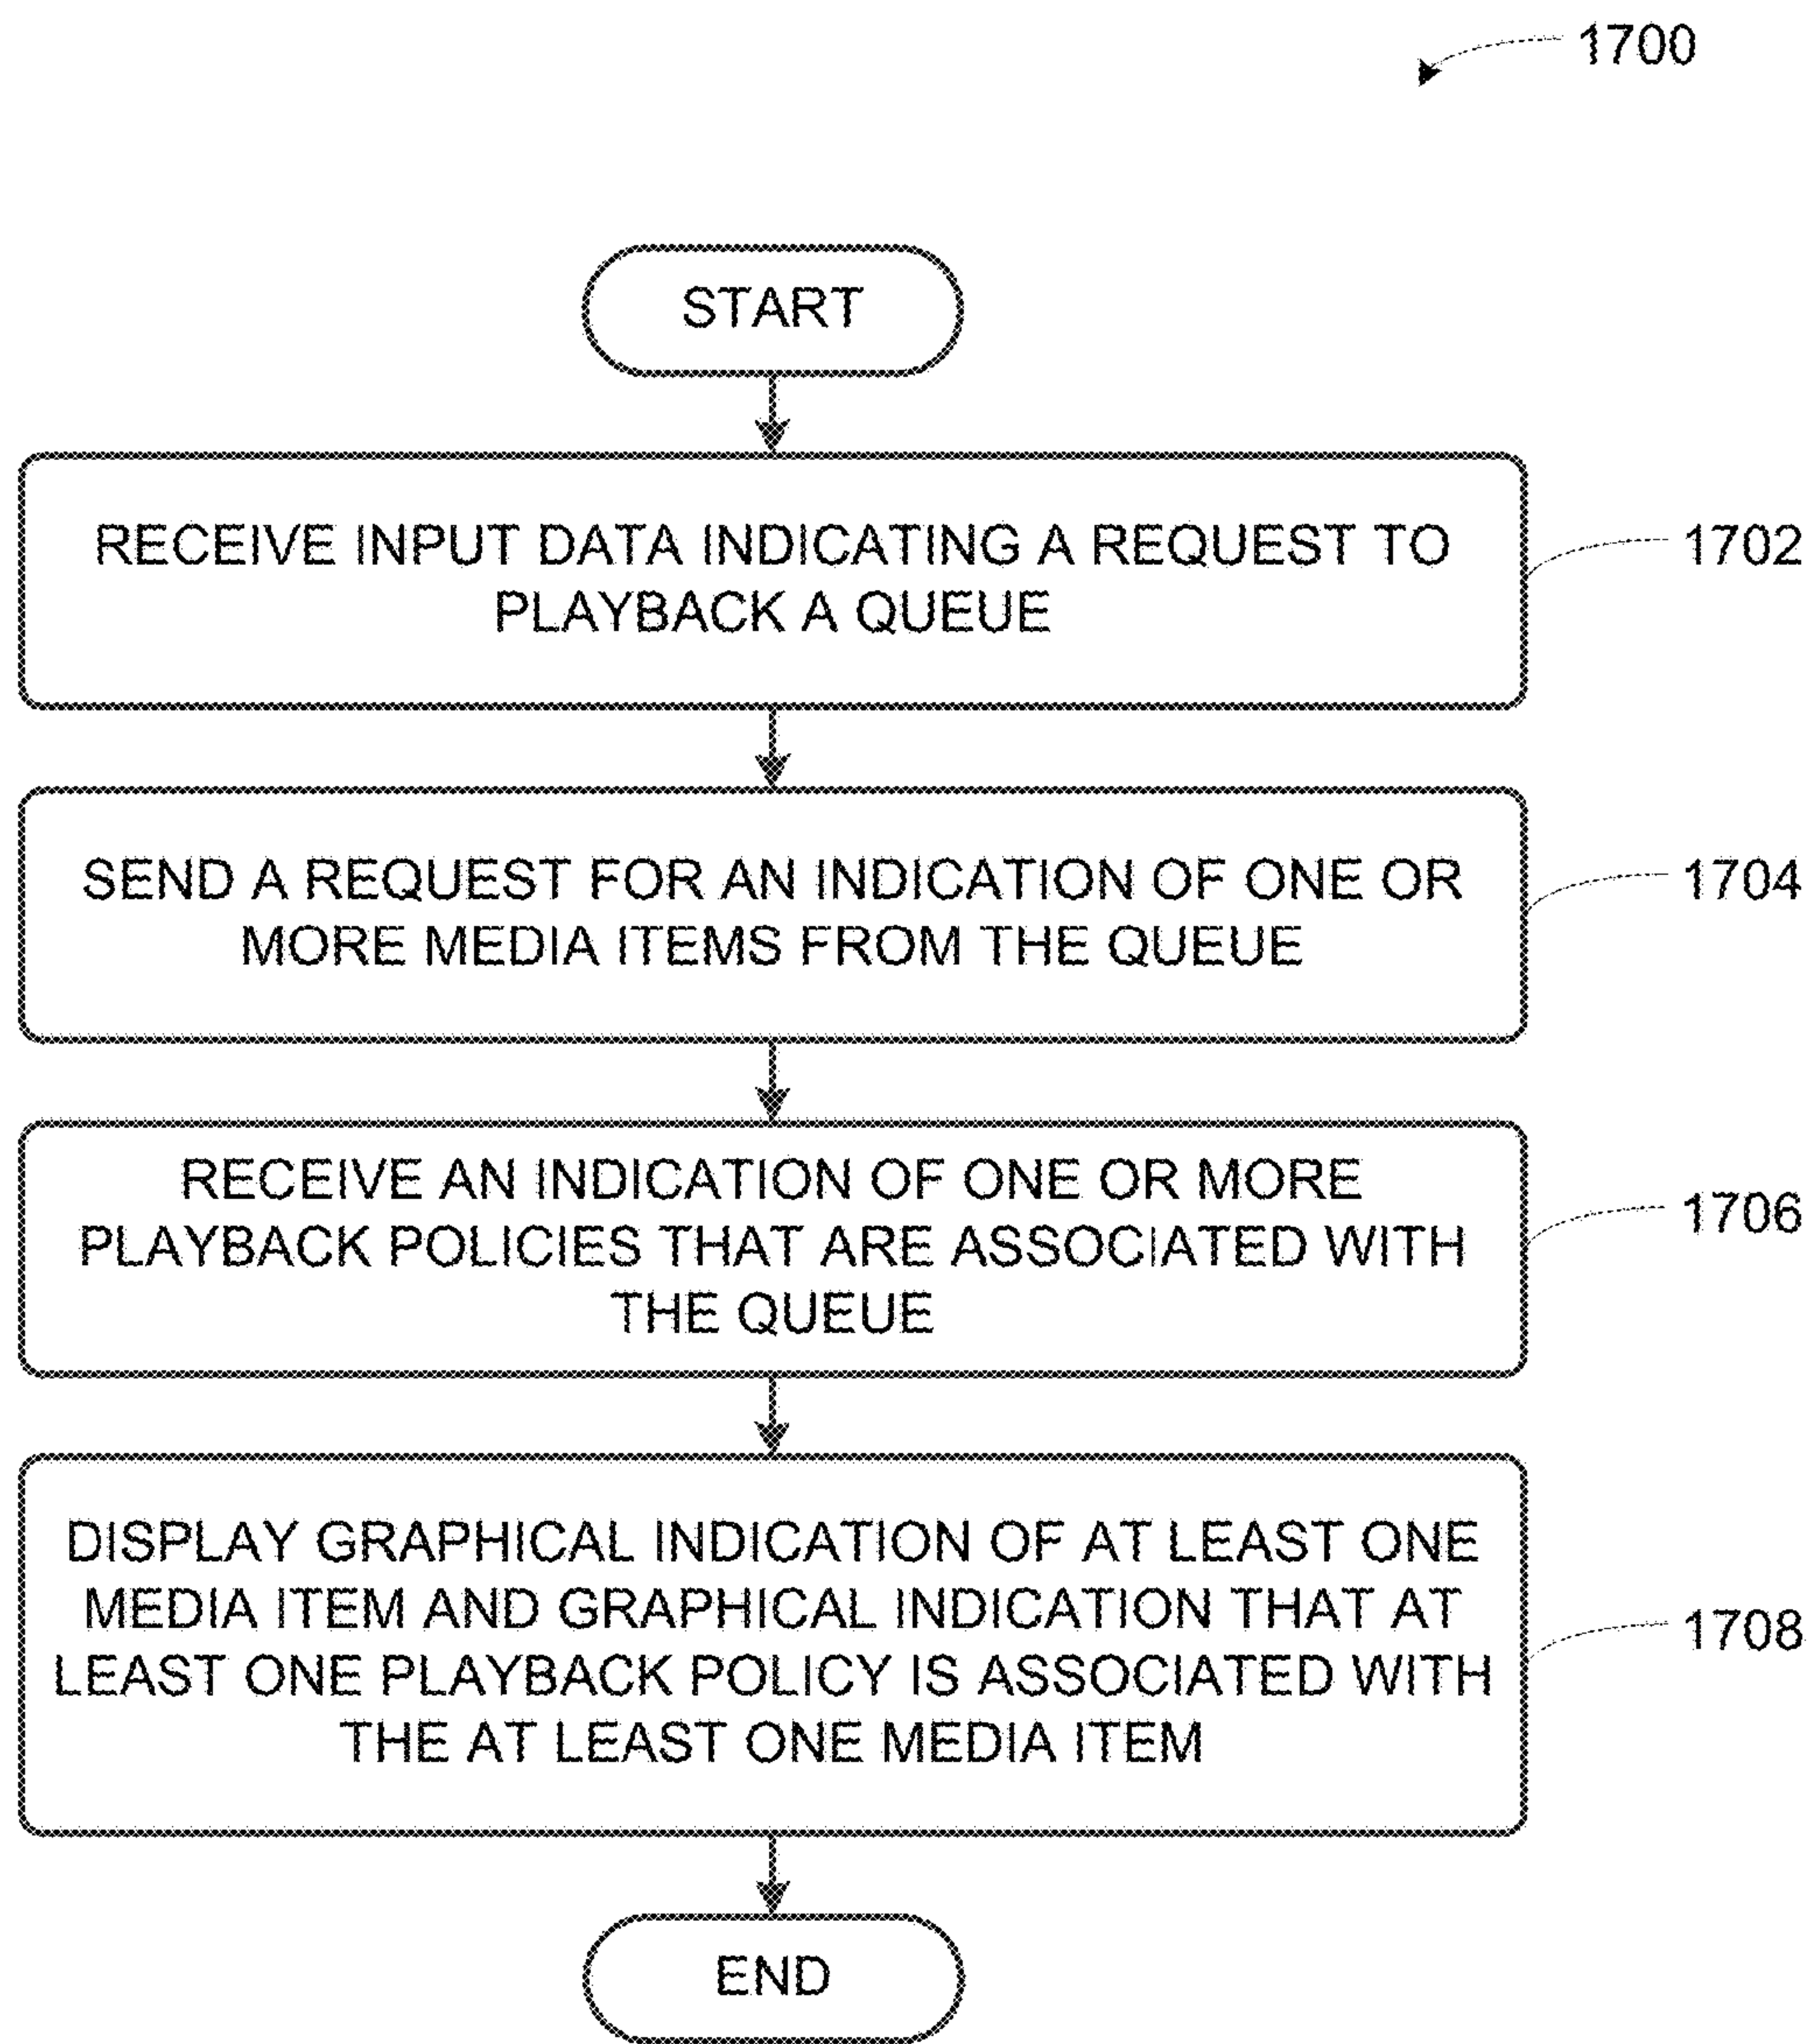 1700
START
RECEIVE INPUT DATA INDICATING A REQUEST TO
PLAYBACK A QUEUE
1702
SEND A REQUEST FOR AN INDICATION OF ONE OR
MORE MEDIA ITEMS FROM THE QUEUE
1704
RECEIVE AN INDICATION OF ONE OR MORE
PLAYBACK POLICIES THAT ARE ASSOCIATED WITH
THE QUEUE
1706
DISPLAY GRAPHICAL INDICATION OF AT LEAST ONE
MEDIA ITEM AND GRAPHICAL INDICATION THAT AT
LEAST ONE PLAYBACK POLICY IS ASSOCIATED WITH
THE AT LEAST ONE MEDIA ITEM
1708
END